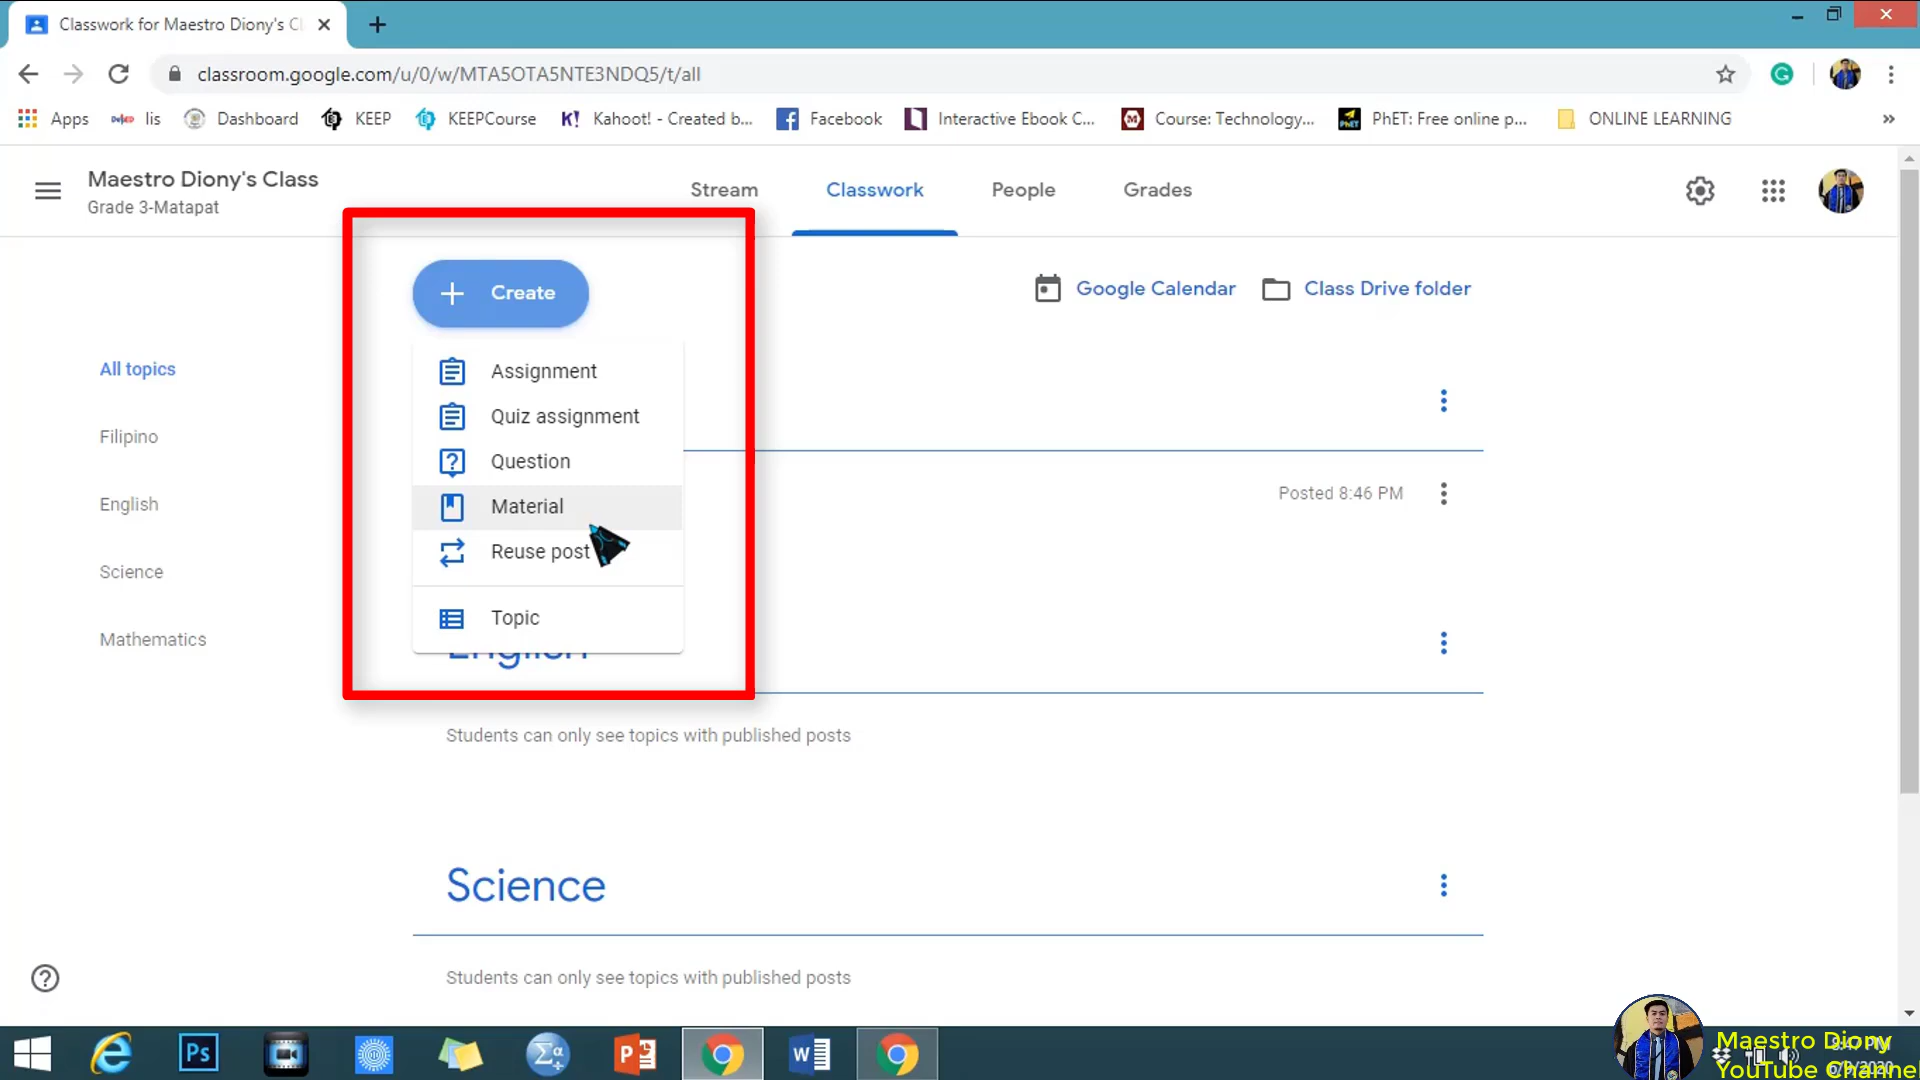 Classwork for Maestro Diony's Cl
classroom.google.com/u/0/w/MTA5OTA5NTE3NDQ5/t/all
Apps
DepED
lis
Dashboard
KEEP
KEEPCourse
K! Kahoot! - Created b...
Facebook
Interactive Ebook C...
Course: Technology,...
PhET: Free online p...
ONLINE LEARNING
Maestro Diony's Class
Grade 3-Matapat
Stream
Classwork
People
Grades
Create
Google Calendar
Class Drive folder
Assignment
Quiz assignment
Question
Material
Reuse post
Topic
All topics
Filipino
English
Science
Mathematics
Posted 8:46 PM
English
Students can only see topics with published posts
Science
Students can only see topics with published posts
Ps
Maestro Diony
YouTube Channe